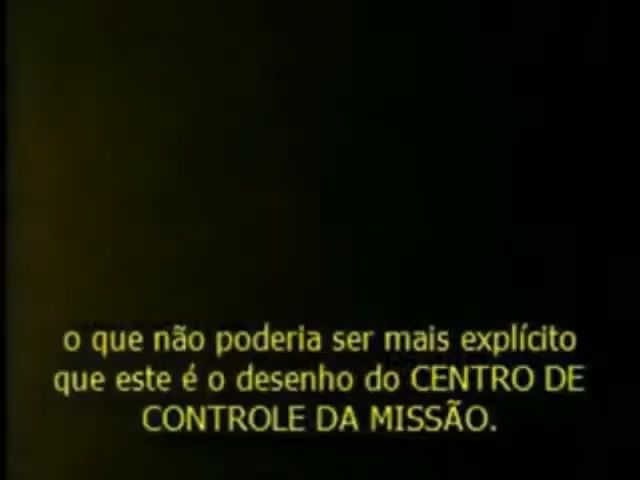 o que não poderia ser mais explícito
que este é o desenho do CENTRO DE
CONTROLE DA MISSÃO.